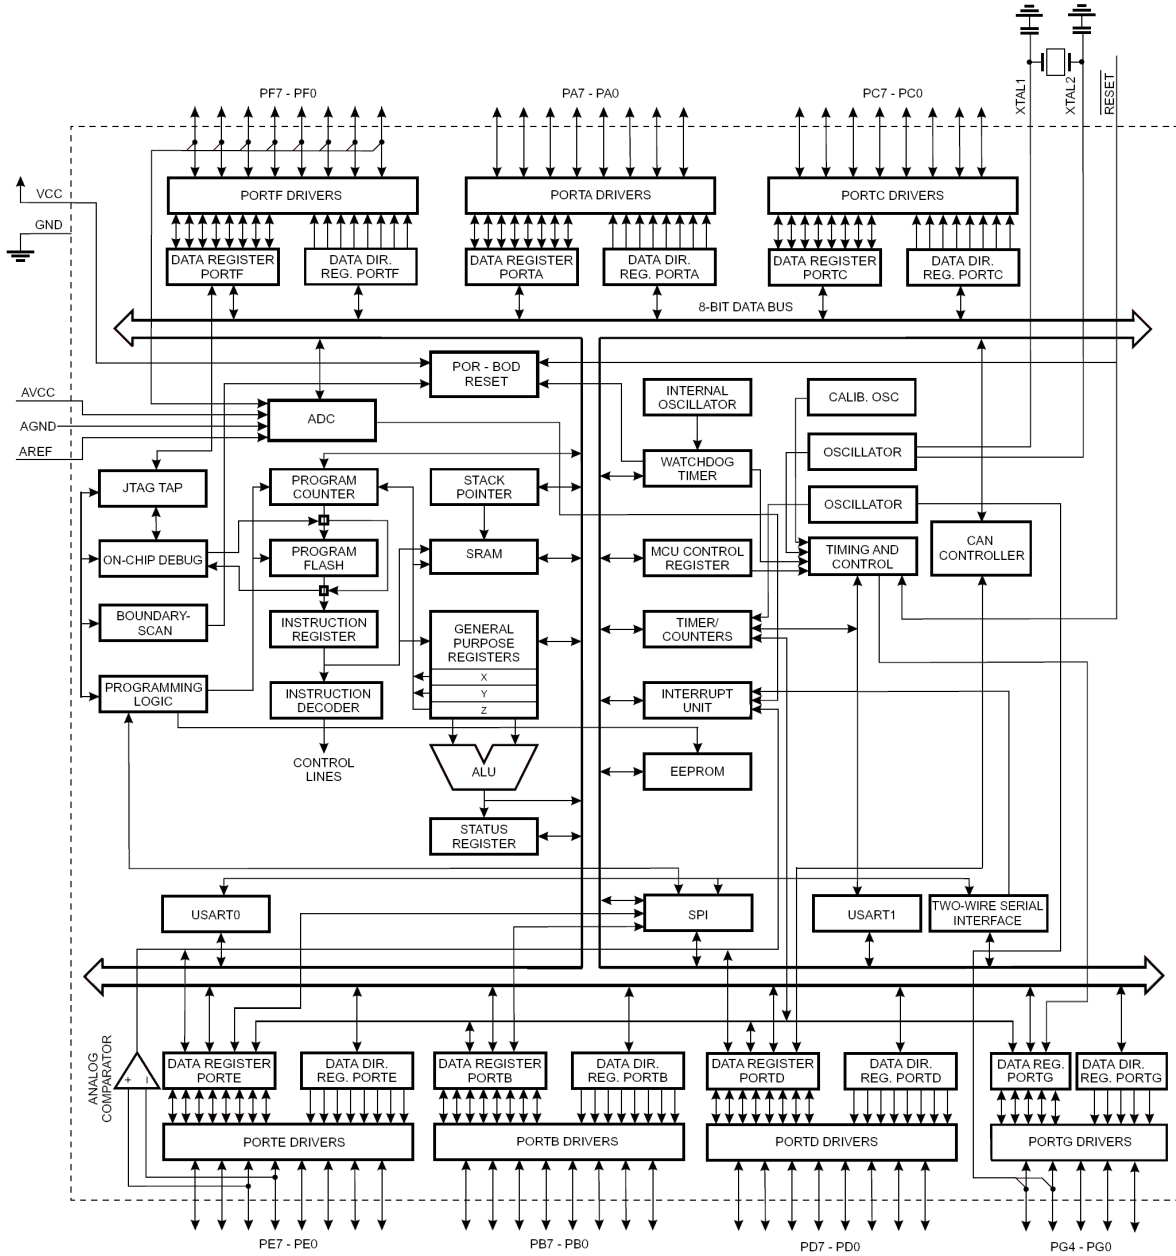 XTAL1
XTAL2
RESET
PF7 - PF0
PA7 - PA0
PC7 - PC0
VCC
GND
PORTF DRIVERS
PORTA DRIVERS
PORTC DRIVERS
DATA REGISTER
PORTF
DATA DIR.
REG. PORTF
DATA REGISTER
PORTA
DATA DIR.
REG. PORTA
DATA REGISTER
PORTC
DATA DIR.
REG. PORTC
8-BIT DATA BUS
POR - BOD
RESET
INTERNAL
OSCILLATOR
CALIB. OSC
AVCC
AGND
AREF
ADC
OSCILLATOR
WATCHDOG
TIMER
JTAG TAP
PROGRAM
COUNTER
STACK
POINTER
OSCILLATOR
ON-CHIP DEBUG
PROGRAM
FLASH
SRAM
MCU CONTROL
REGISTER
TIMING AND
CONTROL
CAN
CONTROLLER
BOUNDARY-
SCAN
INSTRUCTION
REGISTER
GENERAL
PURPOSE
REGISTERS
X
Y
Z
TIMER/
COUNTERS
PROGRAMMING
LOGIC
INSTRUCTION
DECODER
INTERRUPT
UNIT
CONTROL
LINES
ALU
EEPROM
STATUS
REGISTER
USART0
SPI
USART1
TWO-WIRE SERIAL
INTERFACE
ANALOG
COMPARATOR
+
-
DATA REGISTER
PORTE
DATA DIR.
REG. PORTE
DATA REGISTER
PORTB
DATA DIR.
REG. PORTB
DATA REGISTER
PORTD
DATA DIR.
REG. PORTD
DATA REG.
PORTG
DATA DIR.
REG. PORTG
PORTE DRIVERS
PORTB DRIVERS
PORTD DRIVERS
PORTG DRIVERS
PE7 - PE0
PB7 - PB0
PD7 - PD0
PG4 - PG0